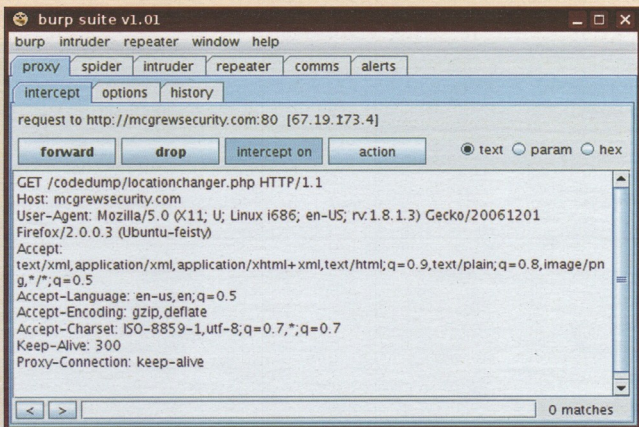 burp suite v1.01
burp intruder repeater window help
proxy spider intruder repeater comms alerts
intercept options history
request to http://mcgrewsecurity.com:80 [67.19.173.4]
forward drop intercept on action text param hex
GET /codedump/locationchanger.php HTTP/1.1
Host: mcgrewsecurity.com
User-Agent: Mozilla/5.0 (X11; U; Linux i686; en-US; rv:1.8.1.3) Gecko/20061201
Firefox/2.0.0.3 (Ubuntu-feisty)
Accept:
text/xml,application/xml,application/xhtml+xml,text/html;q=0.9,text/plain;q=0.8,image/pn
g,*/*;q=0.5
Accept-Language: en-us,en;q=0.5
Accept-Encoding: gzip,deflate
Accept-Charset: ISO-8859-1,utf-8;q=0.7,*;q=0.7
Keep-Alive: 300
Proxy-Connection: keep-alive
< > 0 matches